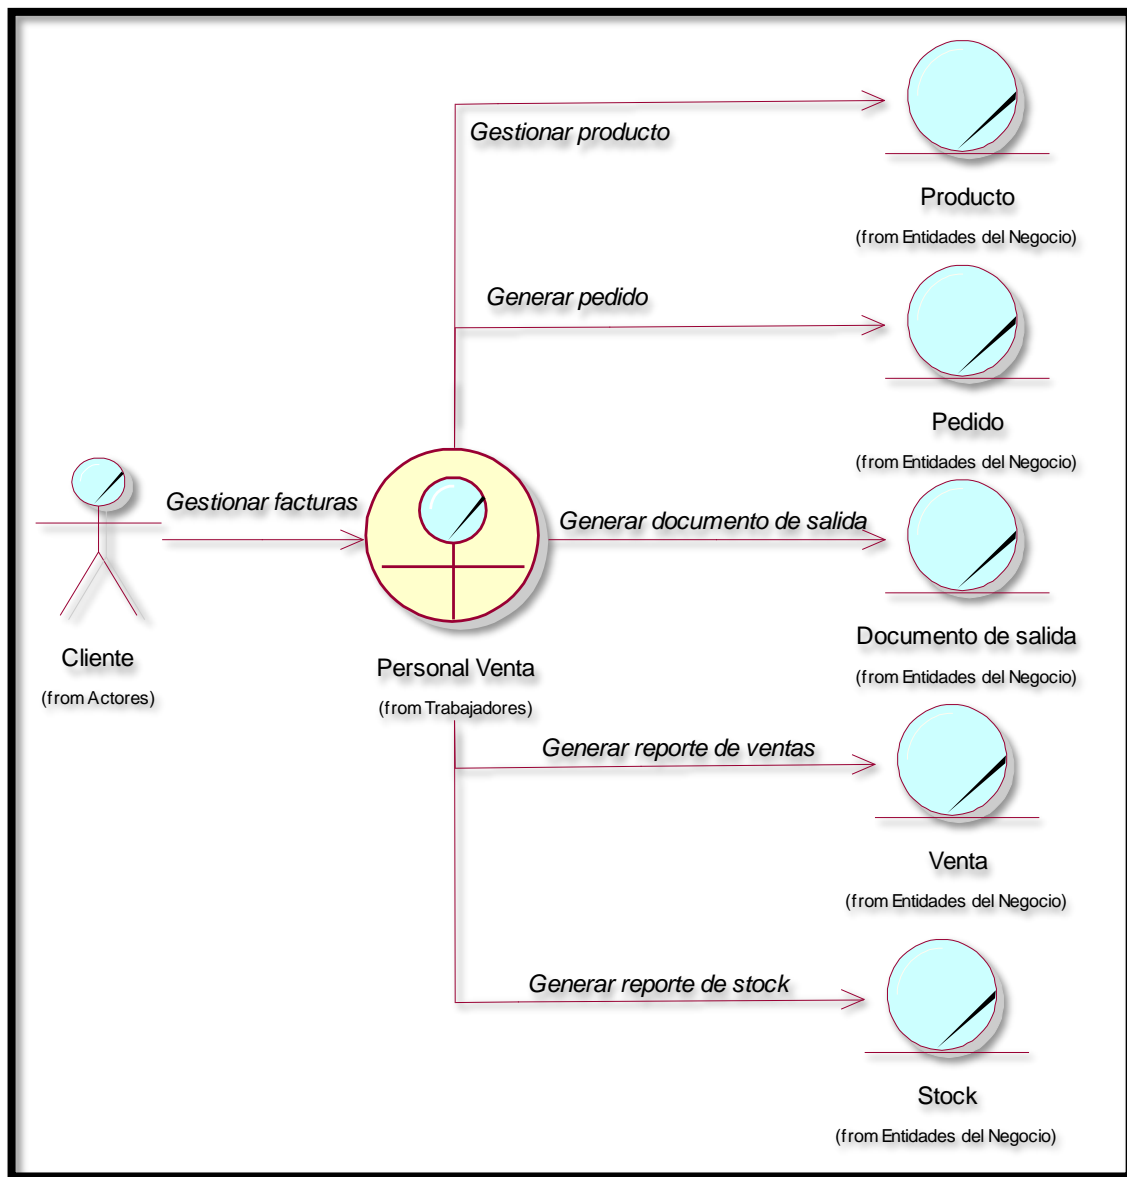 Gestionar producto
Producto
(from Entidades del Negocio)
Generar pedido
Pedido
(from Entidades del Negocio)
Gestionar facturas
Generar documento de salida
Cliente
(from Actores)
Personal Venta
(from Trabajadores)
Documento de salida
(from Entidades del Negocio)
Generar reporte de ventas
Venta
(from Entidades del Negocio)
Generar reporte de stock
Stock
(from Entidades del Negocio)